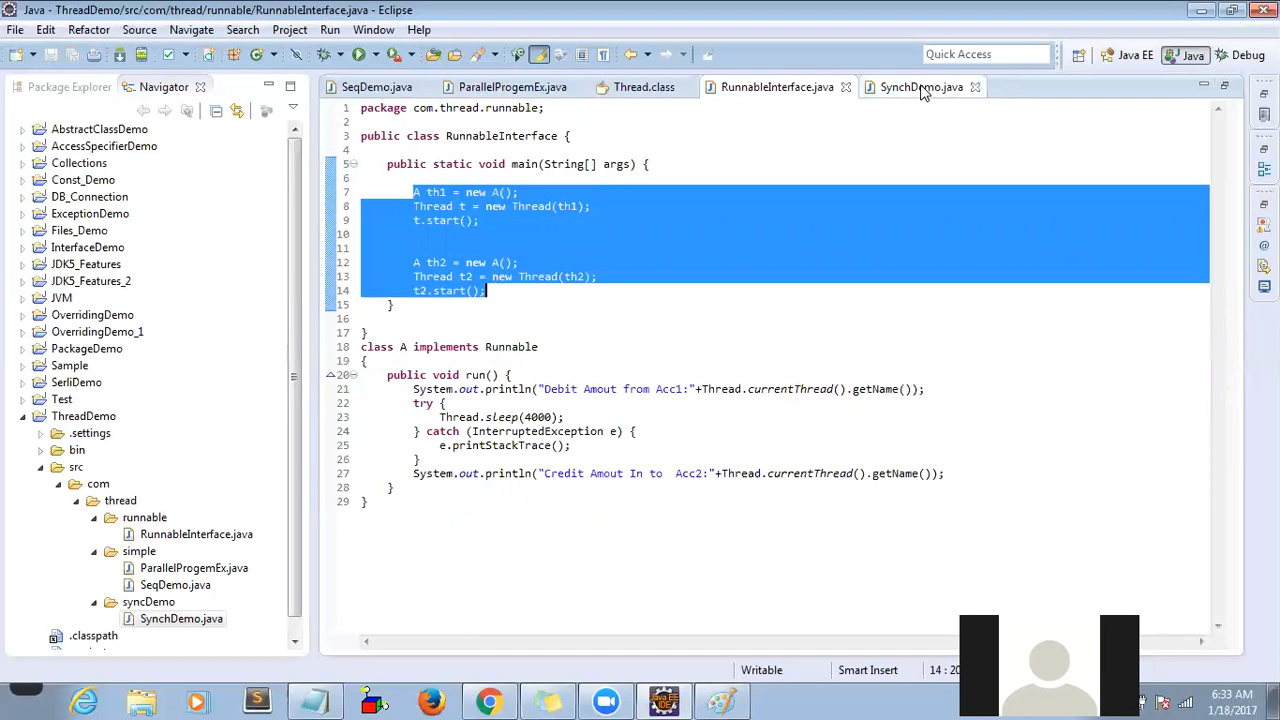 Java - ThreadDemo/src/com/thread/runnable/RunnableInterface.java - Eclipse
File Edit Refactor Source Navigate Search Project Run Window Help
Quick Access
Java EE
Java
Debug
Package Explorer
Navigator
SeqDemo.java
ParallelProgemEx.java
Thread.class
RunnableInterface.java
SynchDemo.java
AbstractClassDemo
AccessSpecifierDemo
Collections
Const_Demo
DB_Connection
ExceptionDemo
Files_Demo
InterfaceDemo
JDK5_Features
JDK5_Features_2
JVM
OverridingDemo
OverridingDemo_1
PackageDemo
Sample
SerliDemo
Test
ThreadDemo
.settings
bin
src
com
thread
runnable
RunnableInterface.java
simple
ParallelProgemEx.java
SeqDemo.java
syncDemo
SynchDemo.java
.classpath
1 package com.thread.runnable;
2
3 public class RunnableInterface {
4
5 public static void main(String[] args) {
6
7 A th1 = new A();
8 Thread t = new Thread(th1);
9 t.start();
10
11
12 A th2 = new A();
13 Thread t2 = new Thread(th2);
14 t2.start();
15 }
16
17 }
18 class A implements Runnable
19 {
20 public void run() {
21 System.out.println("Debit Amout from Acc1:"+Thread.currentThread().getName());
22 try {
23 Thread.sleep(4000);
24 } catch (InterruptedException e) {
25 e.printStackTrace();
26 }
27 System.out.println("Credit Amout In to  Acc2:"+Thread.currentThread().getName());
28 }
29 }
Writable
Smart Insert
14 : 20
6:33 AM
1/18/2017